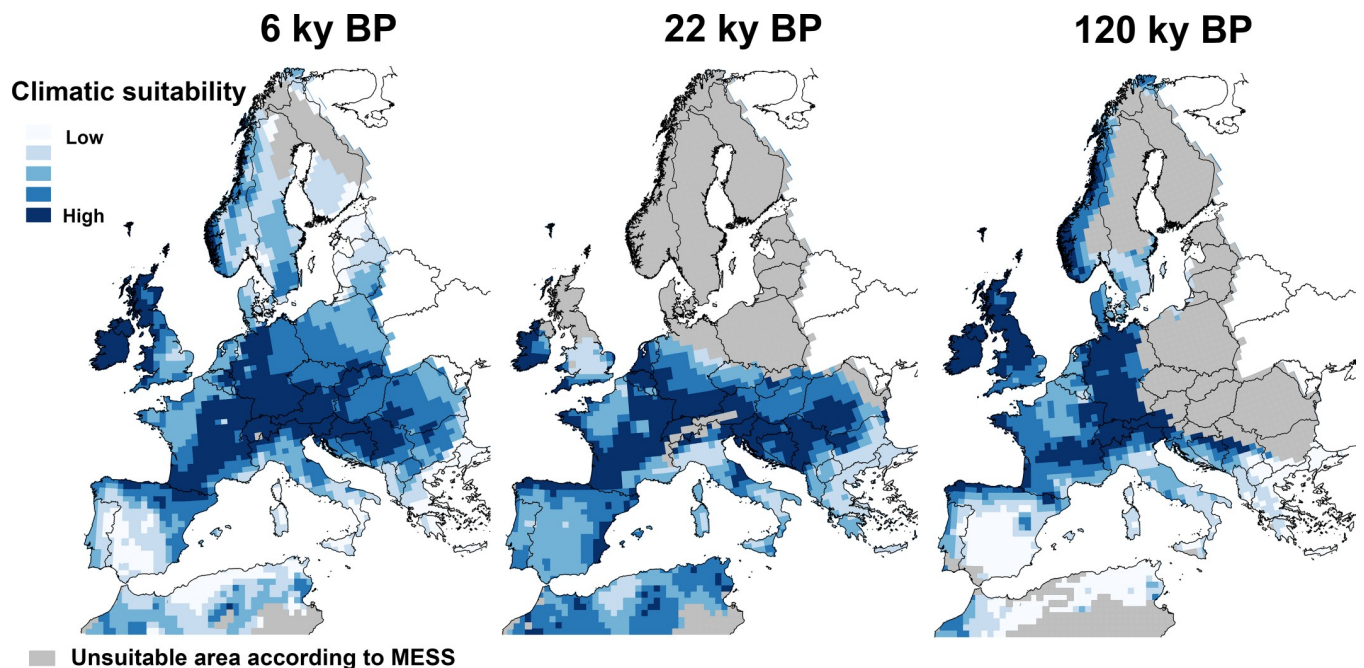 6 ky BP
22 ky BP
120 ky BP
Climatic suitability
Low
High
Unsuitable area according to MESS